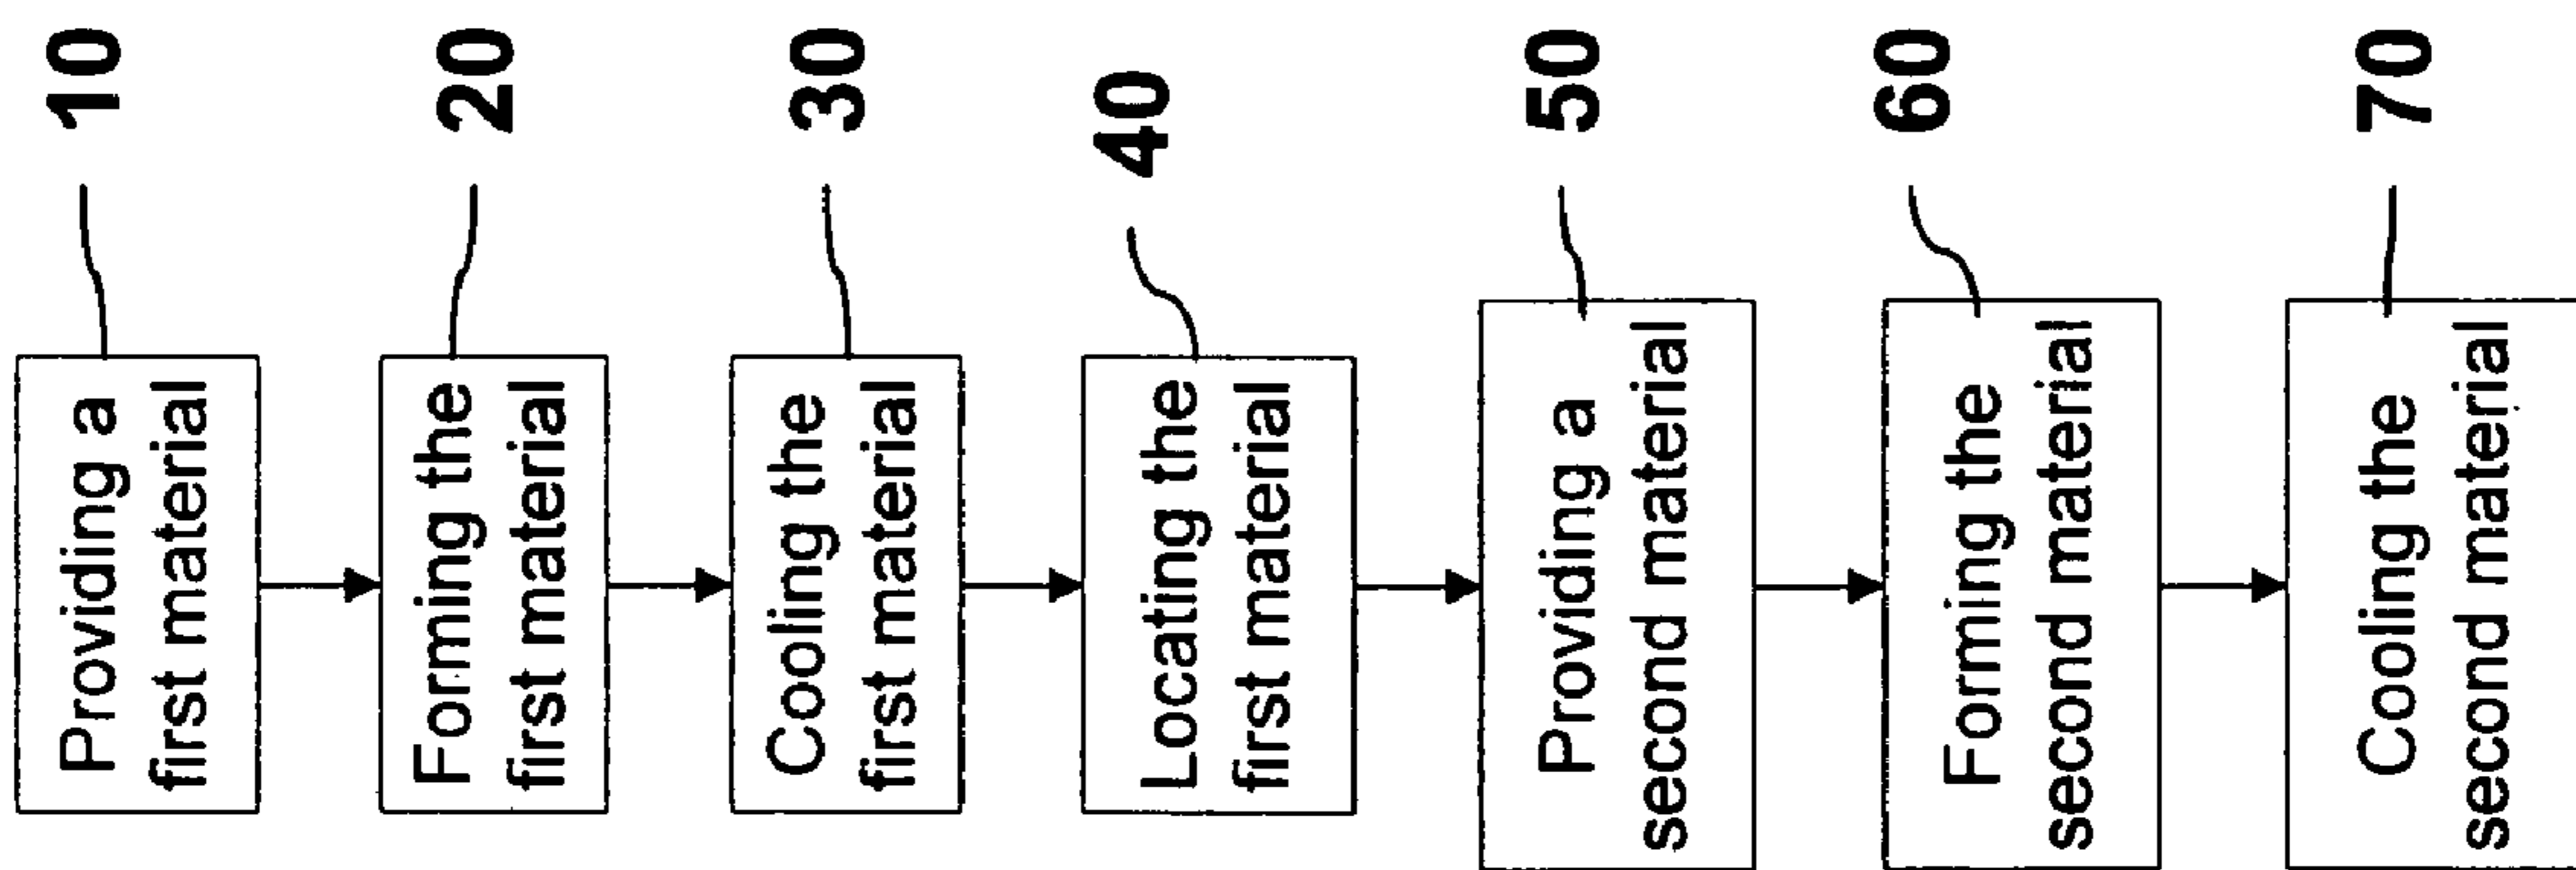 Providing a
first material
10
Forming the
first material
20
Cooling the
first material
30
Locating the
first material
40
Providing a
second material
50
Forming the
second material
60
Cooling the
second material
70